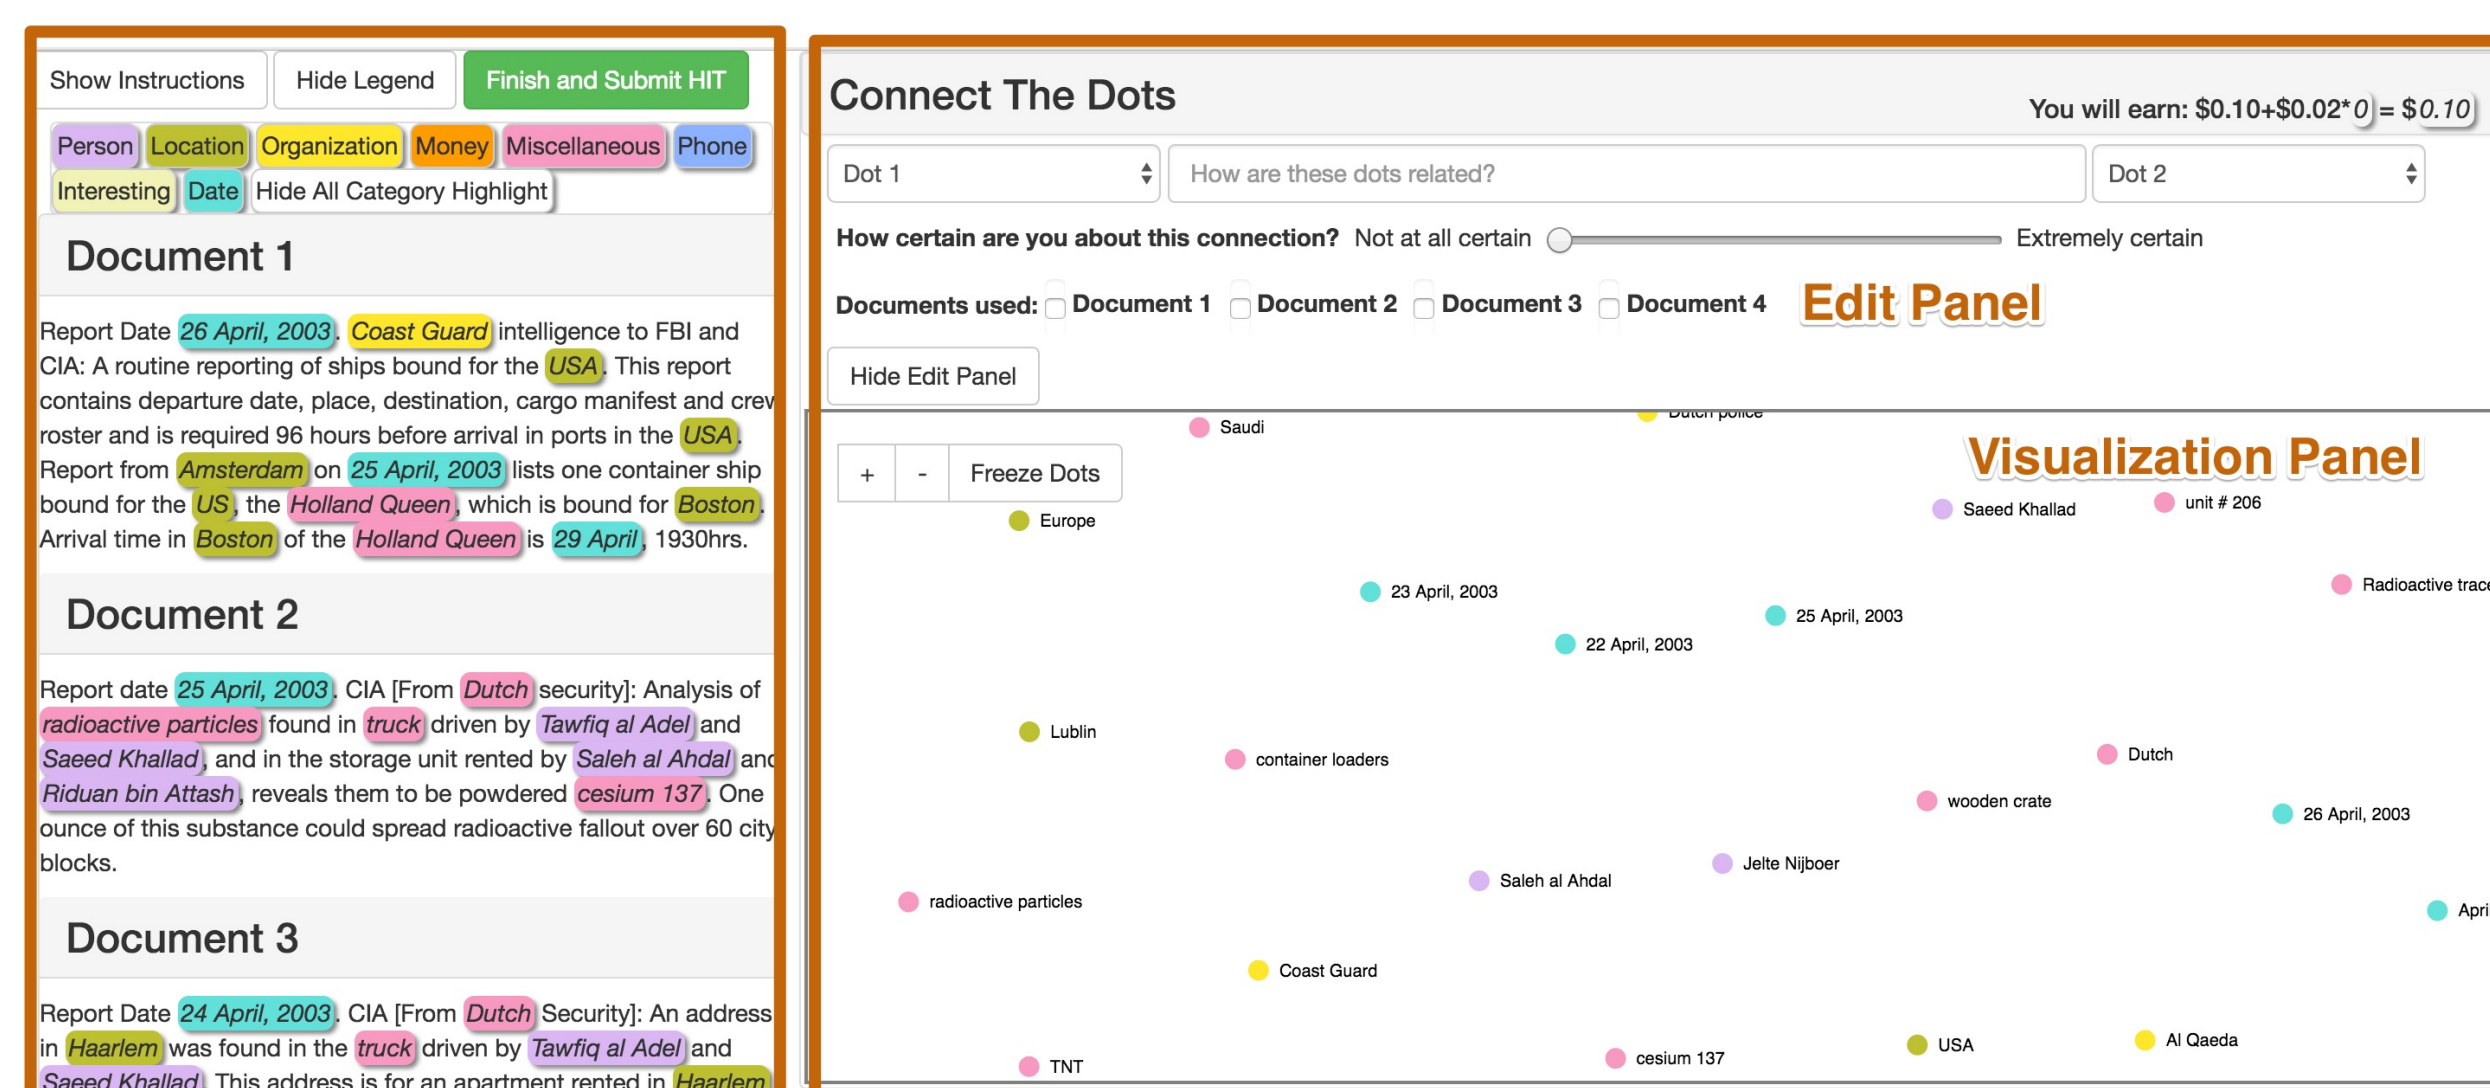 Show Instructions
Hide Legend
Finish and Submit HIT
Person Location Organization Money Miscellaneous Phone
Interesting Date Hide All Category Highlight
Document 1
Report Date 26 April, 2003. Coast Guard intelligence to FBI and
CIA: A routine reporting of ships bound for the USA. This report
contains departure date, place, destination, cargo manifest and crew
roster and is required 96 hours before arrival in ports in the USA.
Report from Amsterdam on 25 April, 2003 lists one container ship
bound for the US, the Holland Queen, which is bound for Boston.
Arrival time in Boston of the Holland Queen is 29 April, 1930hrs.
Document 2
Report date 25 April, 2003. CIA [From Dutch security]: Analysis of
radioactive particles found in truck driven by Tawfiq al Adel and
Saeed Khallad, and in the storage unit rented by Saleh al Ahdal and
Riduan bin Attash, reveals them to be powdered cesium 137. One
ounce of this substance could spread radioactive fallout over 60 city
blocks.
Document 3
Report Date 24 April, 2003. CIA [From Dutch Security]: An address
in Haarlem was found in the truck driven by Tawfiq al Adel and
Saeed Khallad. This address is for an apartment rented in Haarlem
Connect The Dots
You will earn: $0.10+$0.02*0 = $0.10
Dot 1
How are these dots related?
Dot 2
How certain are you about this connection? Not at all certain
Extremely certain
Documents used: Document 1 Document 2 Document 3 Document 4
Edit Panel
Hide Edit Panel
Saudi
Dutch police
Visualization Panel
+ - Freeze Dots
Saeed Khallad
unit # 206
Europe
23 April, 2003
Radioactive trace
25 April, 2003
22 April, 2003
Lublin
container loaders
Dutch
wooden crate
26 April, 2003
Jelte Nijboer
Saleh al Ahdal
radioactive particles
Apri
Coast Guard
Al Qaeda
USA
cesium 137
TNT